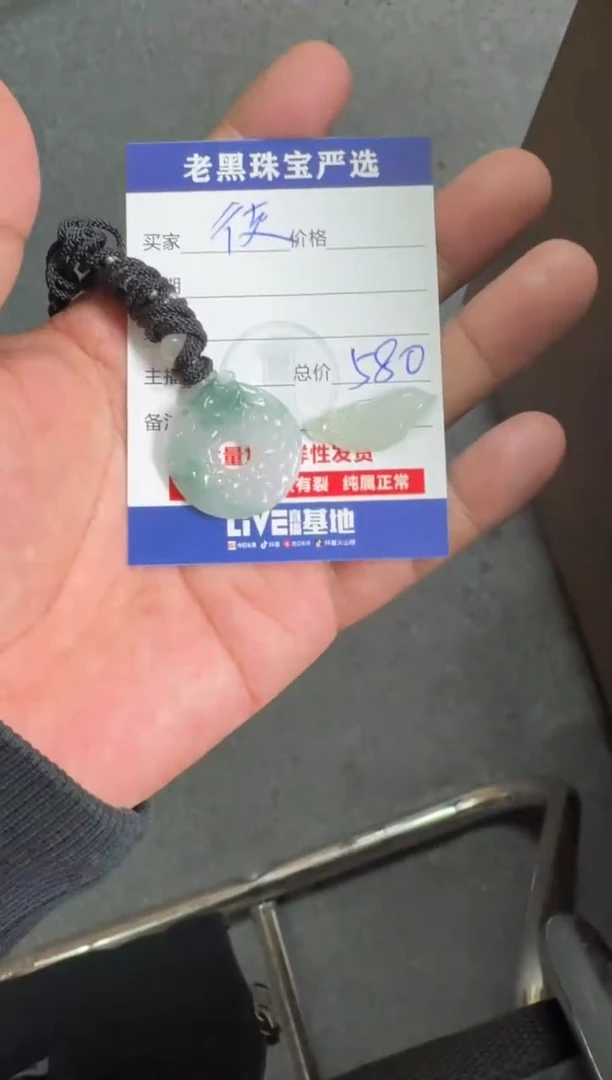 老黑珠宝严选
买家 价格
期
主播 总价 580
备注
量 性发货
有裂 纯属正常
LIVE 基地